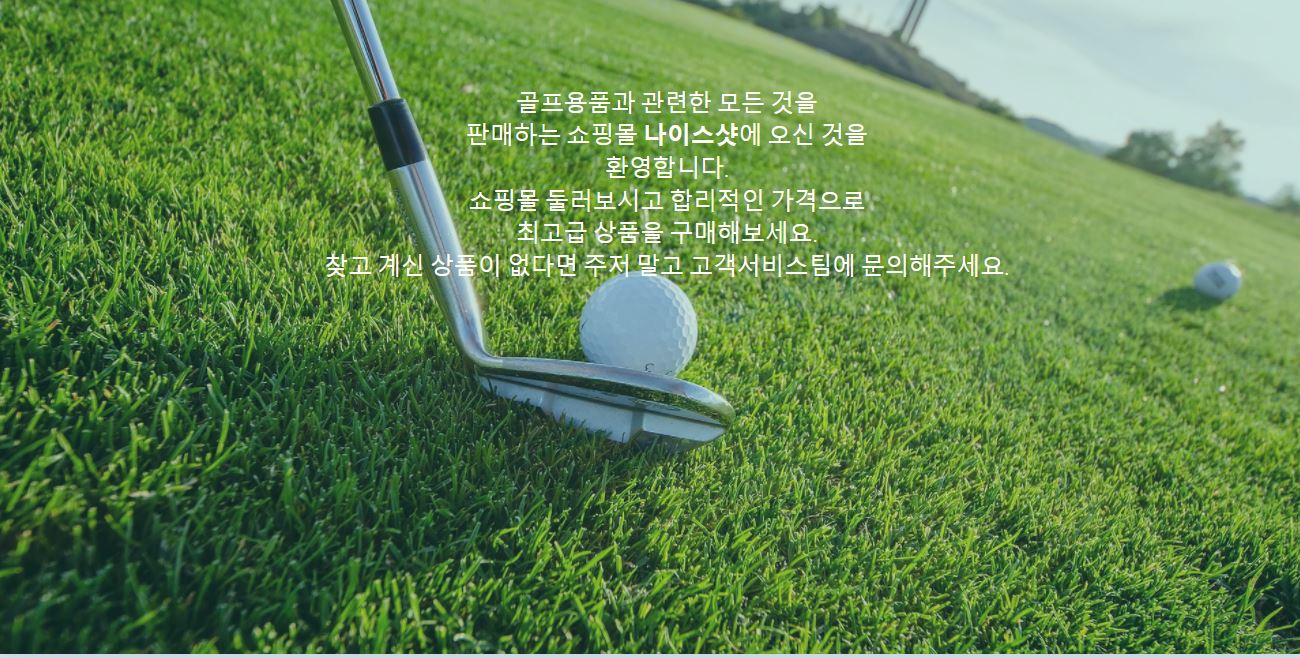 골프용품과 관련한 모든 것을
판매하는 쇼핑몰 나이스샷에 오신 것을
환영합니다.
쇼핑몰 둘러보시고 합리적인 가격으로
최고급 상품을 구매해보세요.
찾고 계신 상품이 없다면 주저 말고 고객서비스팀에 문의해주세요.